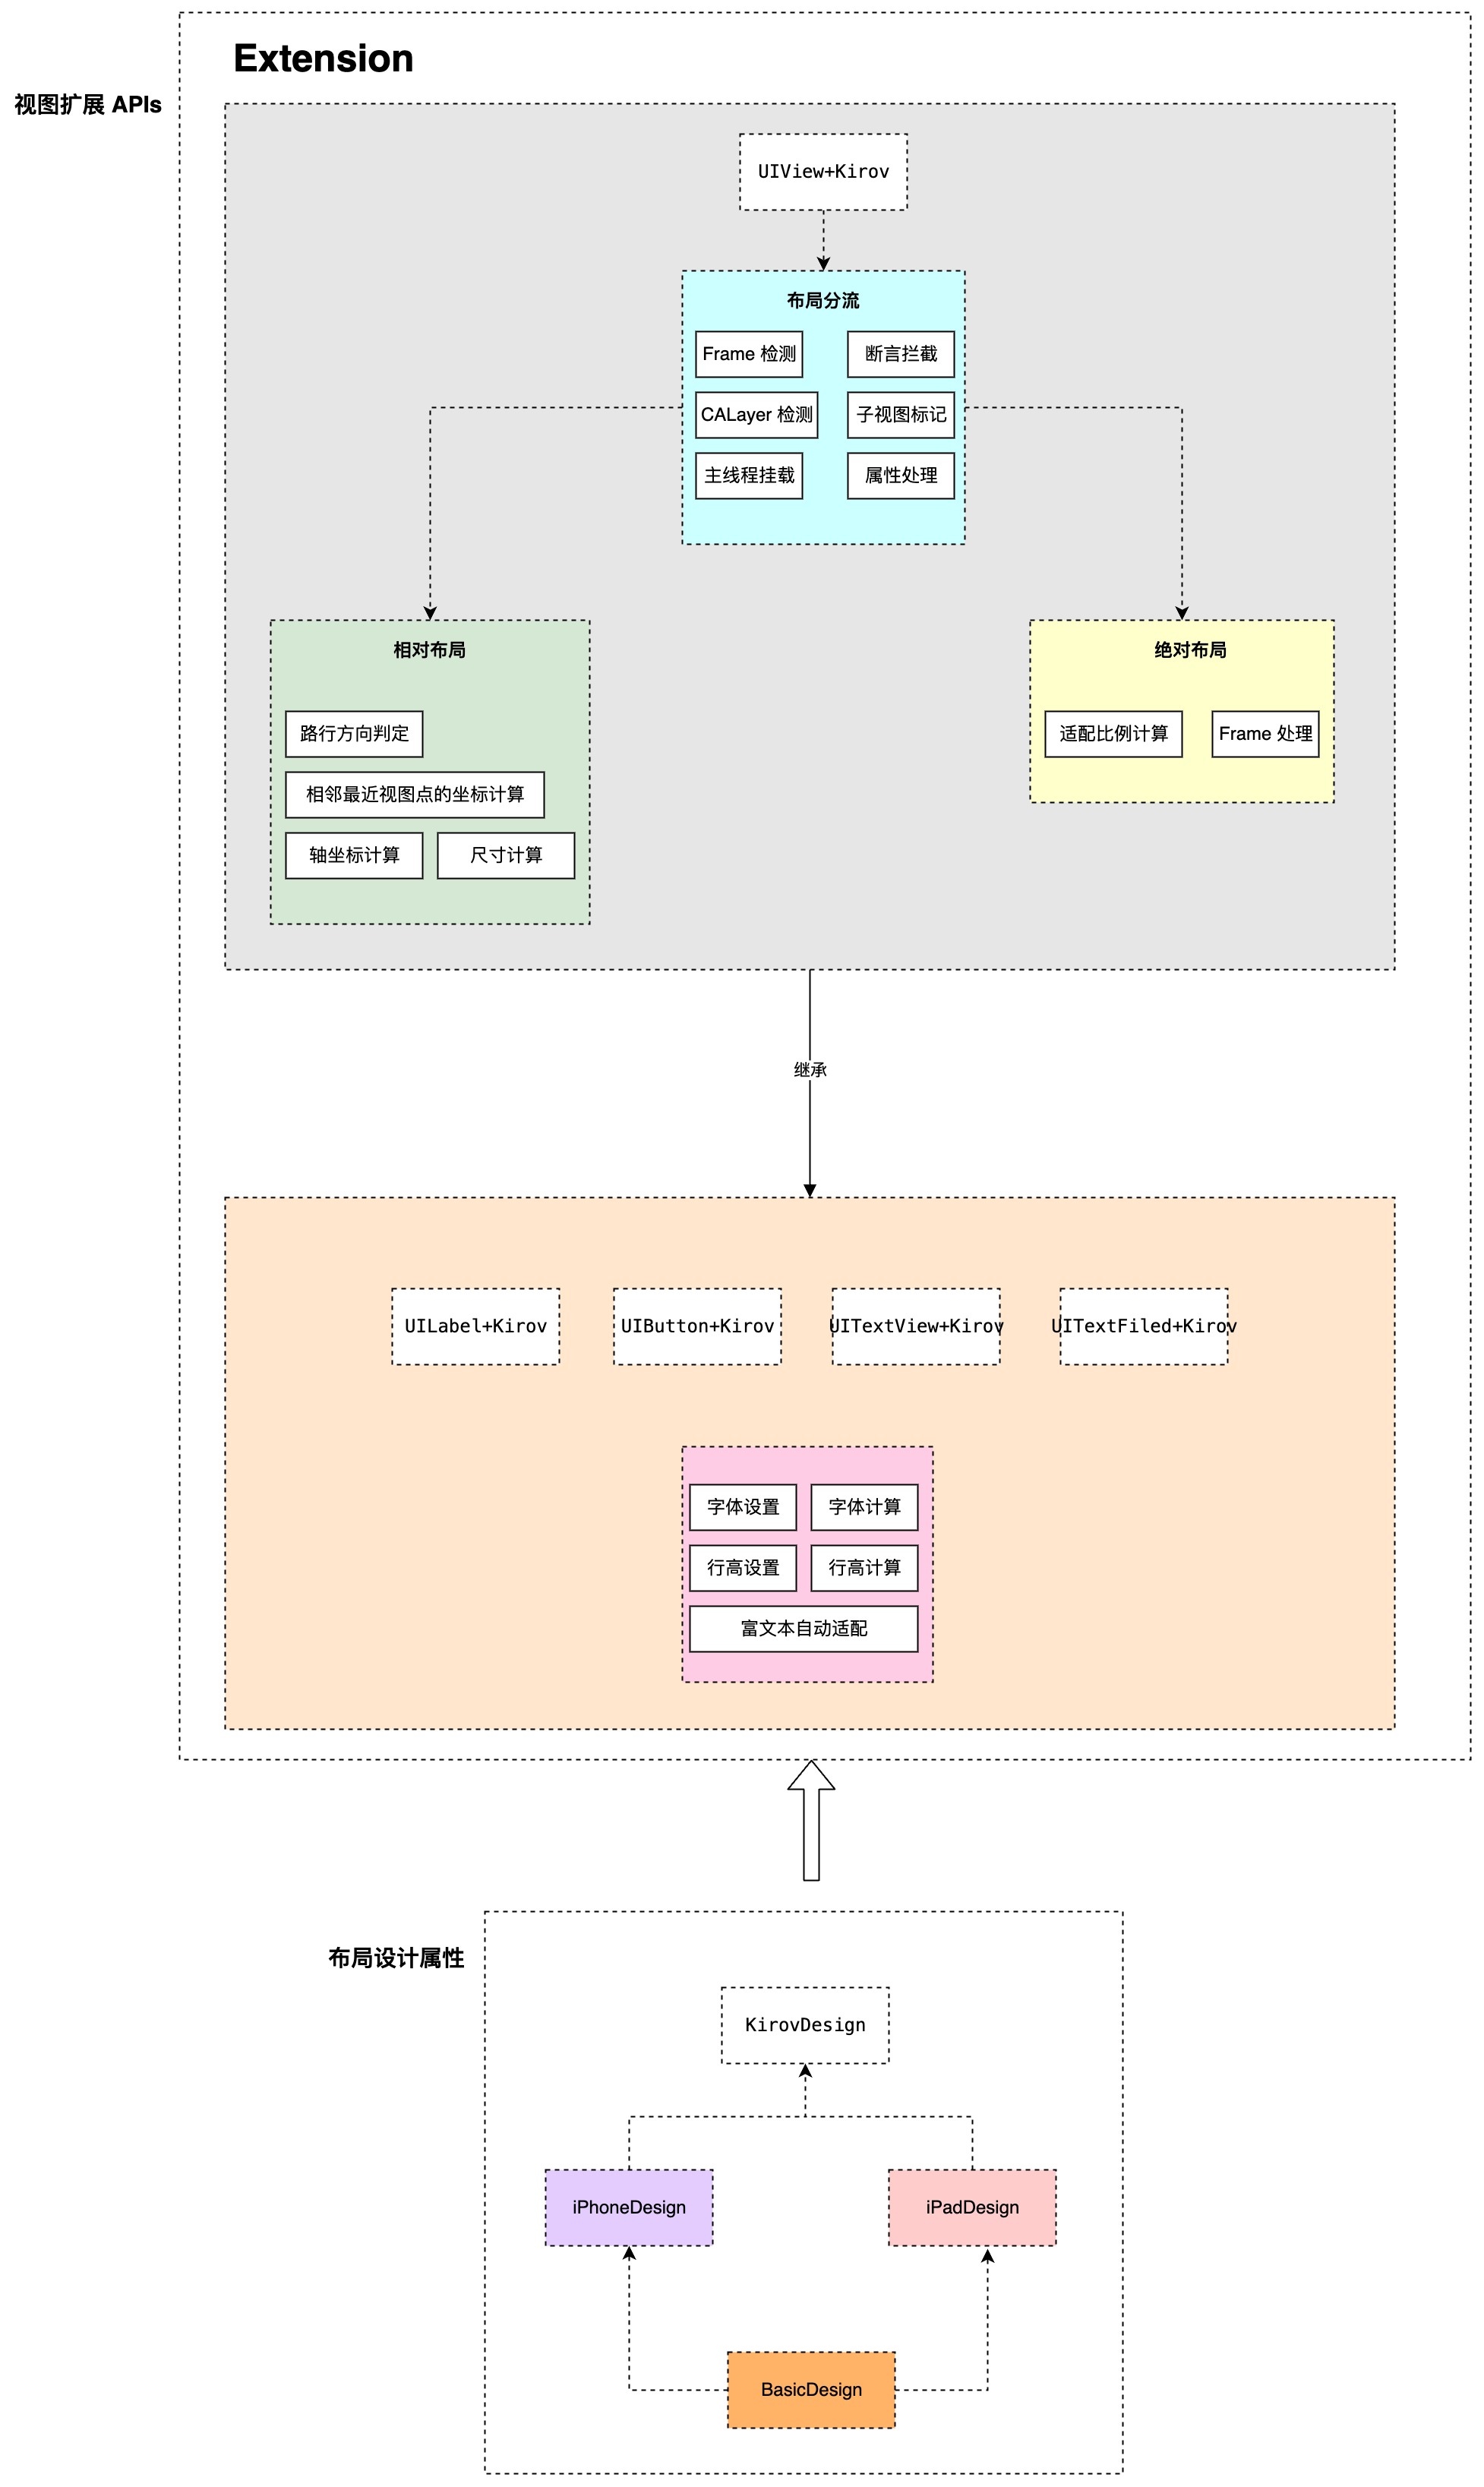 Extension
视图扩展 APIs
UIView+Kirov
布局分流
Frame 检测
断言拦截
CALayer 检测
子视图标记
主线程挂载
属性处理
相对布局
绝对布局
路行方向判定
适配比例计算
Frame 处理
相邻最近视图点的坐标计算
轴坐标计算
尺寸计算
继承
UILabel+Kirov
UIButton+Kirov
UITextView+Kirov
UITextFiled+Kirov
字体设置
字体计算
行高设置
行高计算
富文本自动适配
布局设计属性
KirovDesign
iPhoneDesign
iPadDesign
BasicDesign